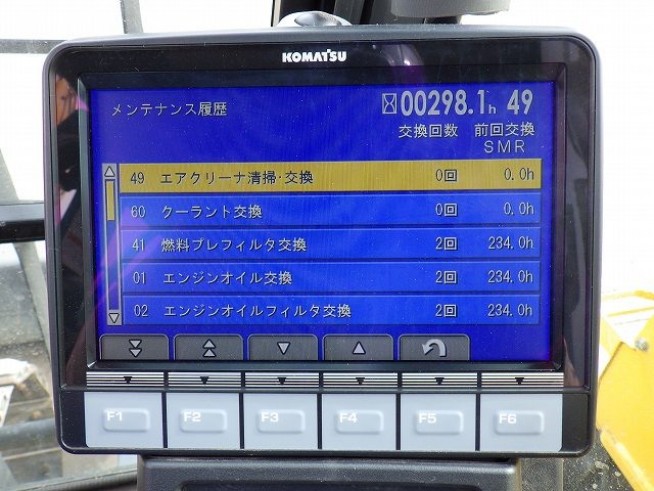 KOMATSU
メンテナンス履歴 00298.1h 49
交換回数 前回交換
SMR
49 エアクリーナ清掃・交換 0回 0.0h
60 クーラント交換 0回 0.0h
41 燃料プレフィルタ交換 2回 234.0h
01 エンジンオイル交換 2回 234.0h
02 エンジンオイルフィルタ交換 2回 234.0h
F1 F2 F3 F4 F5 F6